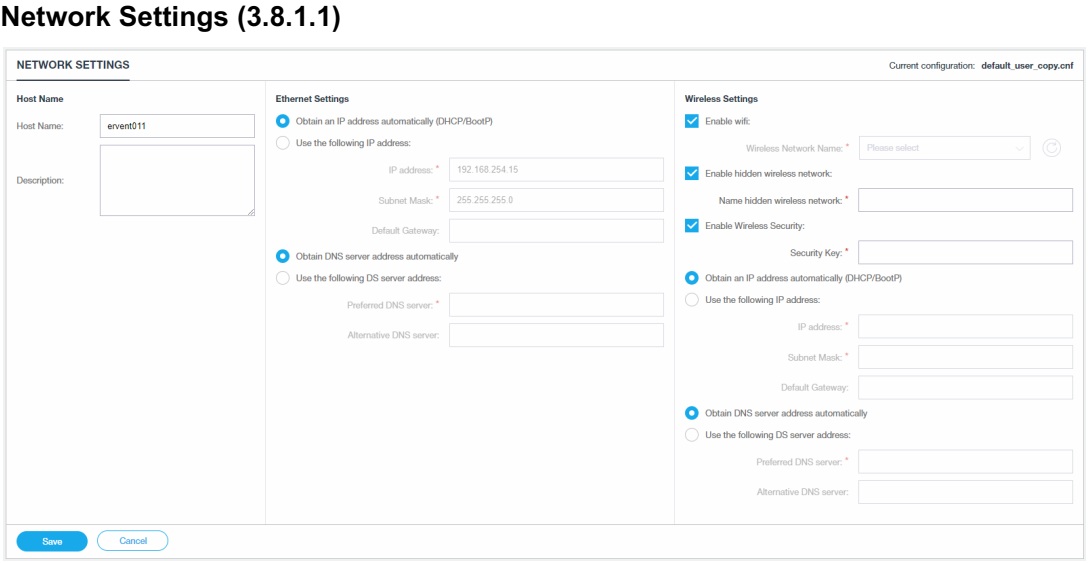 Network Settings (3.8.1.1)
NETWORK SETTINGS
Current configuration: default_user_copy.cnf
Host Name
Host Name: ervent011
Description:
Ethernet Settings
Obtain an IP address automatically (DHCP/BootP)
Use the following IP address:
IP address: * 192.168.254.15
Subnet Mask: * 255.255.255.0
Default Gateway:
Obtain DNS server address automatically
Use the following DS server address:
Preferred DNS server: *
Alternative DNS server:
Wireless Settings
Enable wifi:
Wireless Network Name: * Please select
Enable hidden wireless network:
Name hidden wireless network: *
Enable Wireless Security:
Security Key: *
Obtain an IP address automatically (DHCP/BootP)
Use the following IP address:
IP address: *
Subnet Mask: *
Default Gateway:
Obtain DNS server address automatically
Use the following DS server address:
Preferred DNS server: *
Alternative DNS server:
Save
Cancel